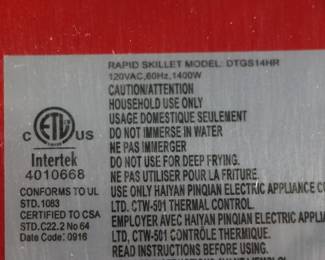 RAPID SKILLET MODEL: DTGS14HR
120VAC,60Hz,1400W
CAUTION/ATTENTION
HOUSEHOLD USE ONLY
USAGE DOMESTIQUE SEULEMENT
DO NOT IMMERSE IN WATER
NE PAS IMMERGER
DO NOT USE FOR DEEP FRYING.
NE PAS UTILISER POUR LA FRITURE.
USE ONLY HAIYAN PINQIAN ELECTRIC APPLIANCE CO
LTD. CTW-501 THERMAL CONTROL.
EMPLOYER AVEC HAIYAN PINQIAN ELECTRIC APPL
LTD, CTW-501 CONTRÔLE THERMIQUE.
READ INSTRUCTIONS BEFORE USING.
C ETL US
Intertek
4010668
CONFORMS TO UL
STD. 1083
CERTIFIED TO CSA
STD.C22.2 No 64
Date Code: 0916